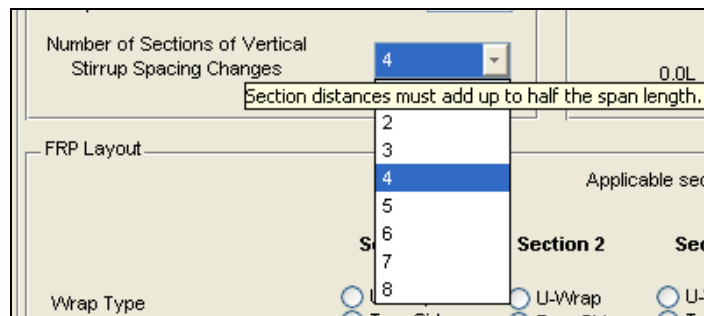 Number of Sections of Vertical
Stirrup Spacing Changes
4
0.0L
Section distances must add up to half the span length.
2
3
FRP Layout
4
Applicable sec
5
6
Section 2
7
8
Wrap Type
U-Wrap